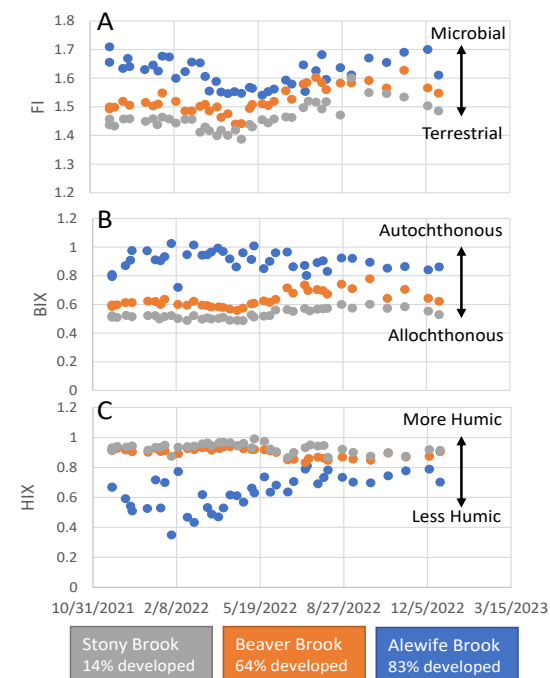 A
1.8
1.7
1.6
1.5
1.4
1.3
1.2
FI
Microbial
Terrestrial
B
1.2
1
0.8
0.6
0.4
0.2
0
BIX
Autochthonous
Allochthonous
C
1.2
1
0.8
0.6
0.4
0.2
0
HIX
More Humic
Less Humic
10/31/2021 2/8/2022 5/19/2022 8/27/2022 12/5/2022 3/15/2023
Stony Brook
14% developed
Beaver Brook
64% developed
Alewife Brook
83% developed